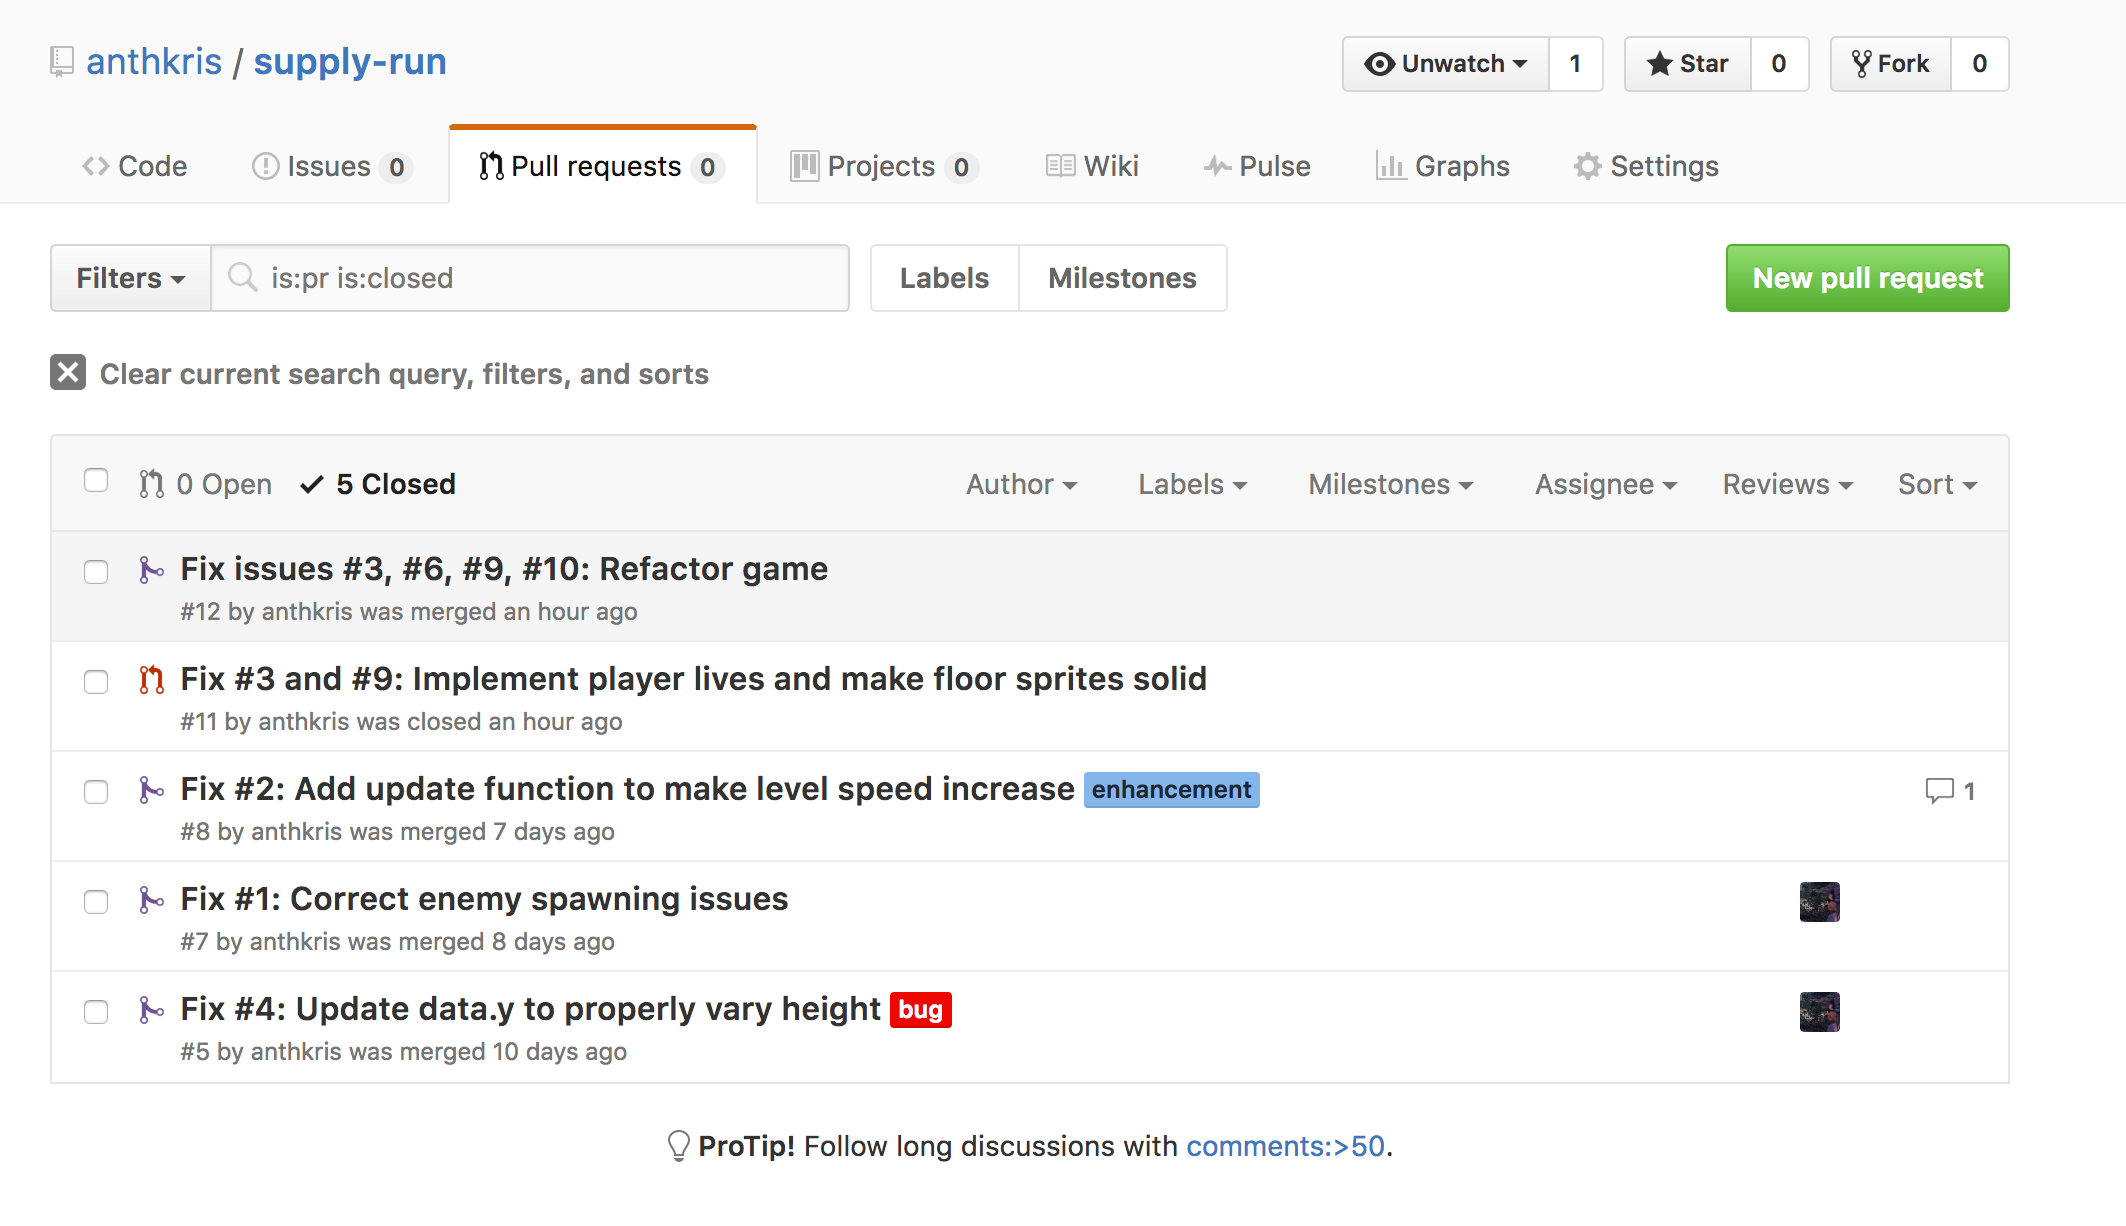 anthkris / supply-run
Unwatch 1 Star 0 Fork 0
Code Issues 0 Pull requests 0 Projects 0 Wiki Pulse Graphs Settings
Filters is:pr is:closed Labels Milestones New pull request
Clear current search query, filters, and sorts
0 Open 5 Closed Author Labels Milestones Assignee Reviews Sort
Fix issues #3, #6, #9, #10: Refactor game
#12 by anthkris was merged an hour ago
Fix #3 and #9: Implement player lives and make floor sprites solid
#11 by anthkris was closed an hour ago
Fix #2: Add update function to make level speed increase enhancement 1
#8 by anthkris was merged 7 days ago
Fix #1: Correct enemy spawning issues
#7 by anthkris was merged 8 days ago
Fix #4: Update data.y to properly vary height bug
#5 by anthkris was merged 10 days ago
ProTip! Follow long discussions with comments:>50.